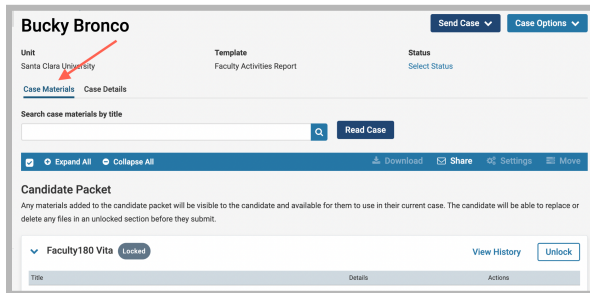 Bucky Bronco
Send Case
Case Options
Unit
Template
Status
Santa Clara University
Faculty Activities Report
Select Status
Case Materials
Case Details
Search case materials by title
Read Case
Expand All
Collapse All
Download
Share
Settings
Move
Candidate Packet
Any materials added to the candidate packet will be visible to the candidate and available for them to use in their current case. The candidate will be able to replace or
delete any files in an unlocked section before they submit.
Faculty180 Vita
Locked
View History
Unlock
Title
Details
Actions